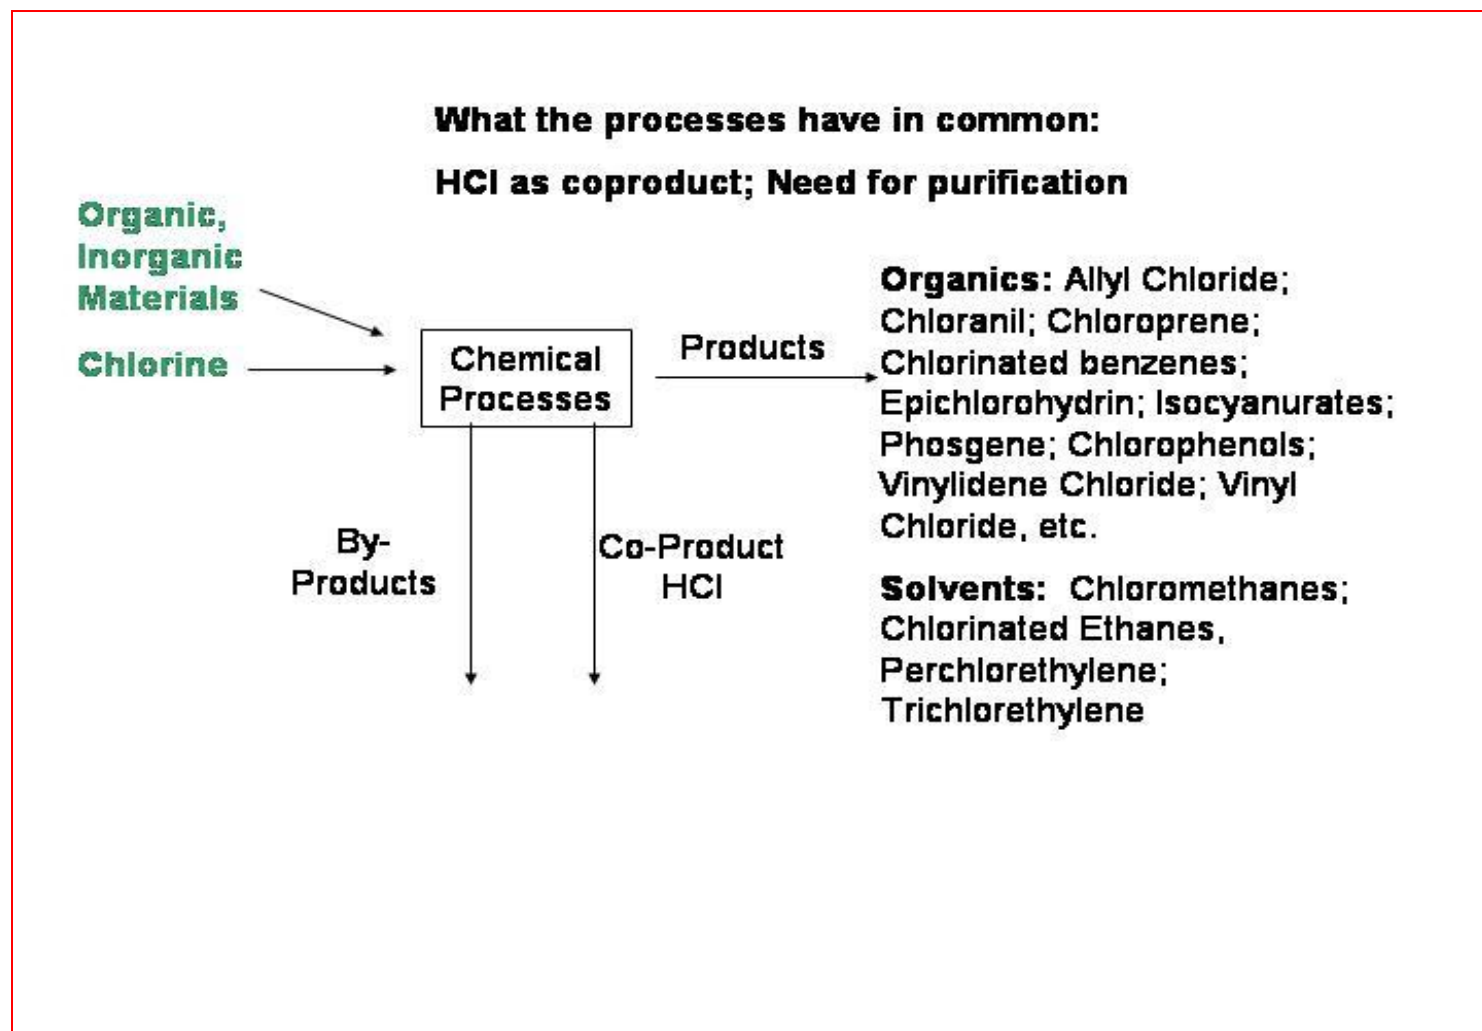 What the processes have in common:
HCl as coproduct; Need for purification
Organic,
Inorganic
Materials
Chlorine
Chemical
Processes
Products
By-
Products
Co-Product
HCl
Organics: Allyl Chloride;
Chloranil; Chloroprene;
Chlorinated benzenes;
Epichlorohydrin; Isocyanurates;
Phosgene; Chlorophenols;
Vinylidene Chloride; Vinyl
Chloride, etc.
Solvents: Chloromethanes;
Chlorinated Ethanes,
Perchlorethylene;
Trichlorethylene